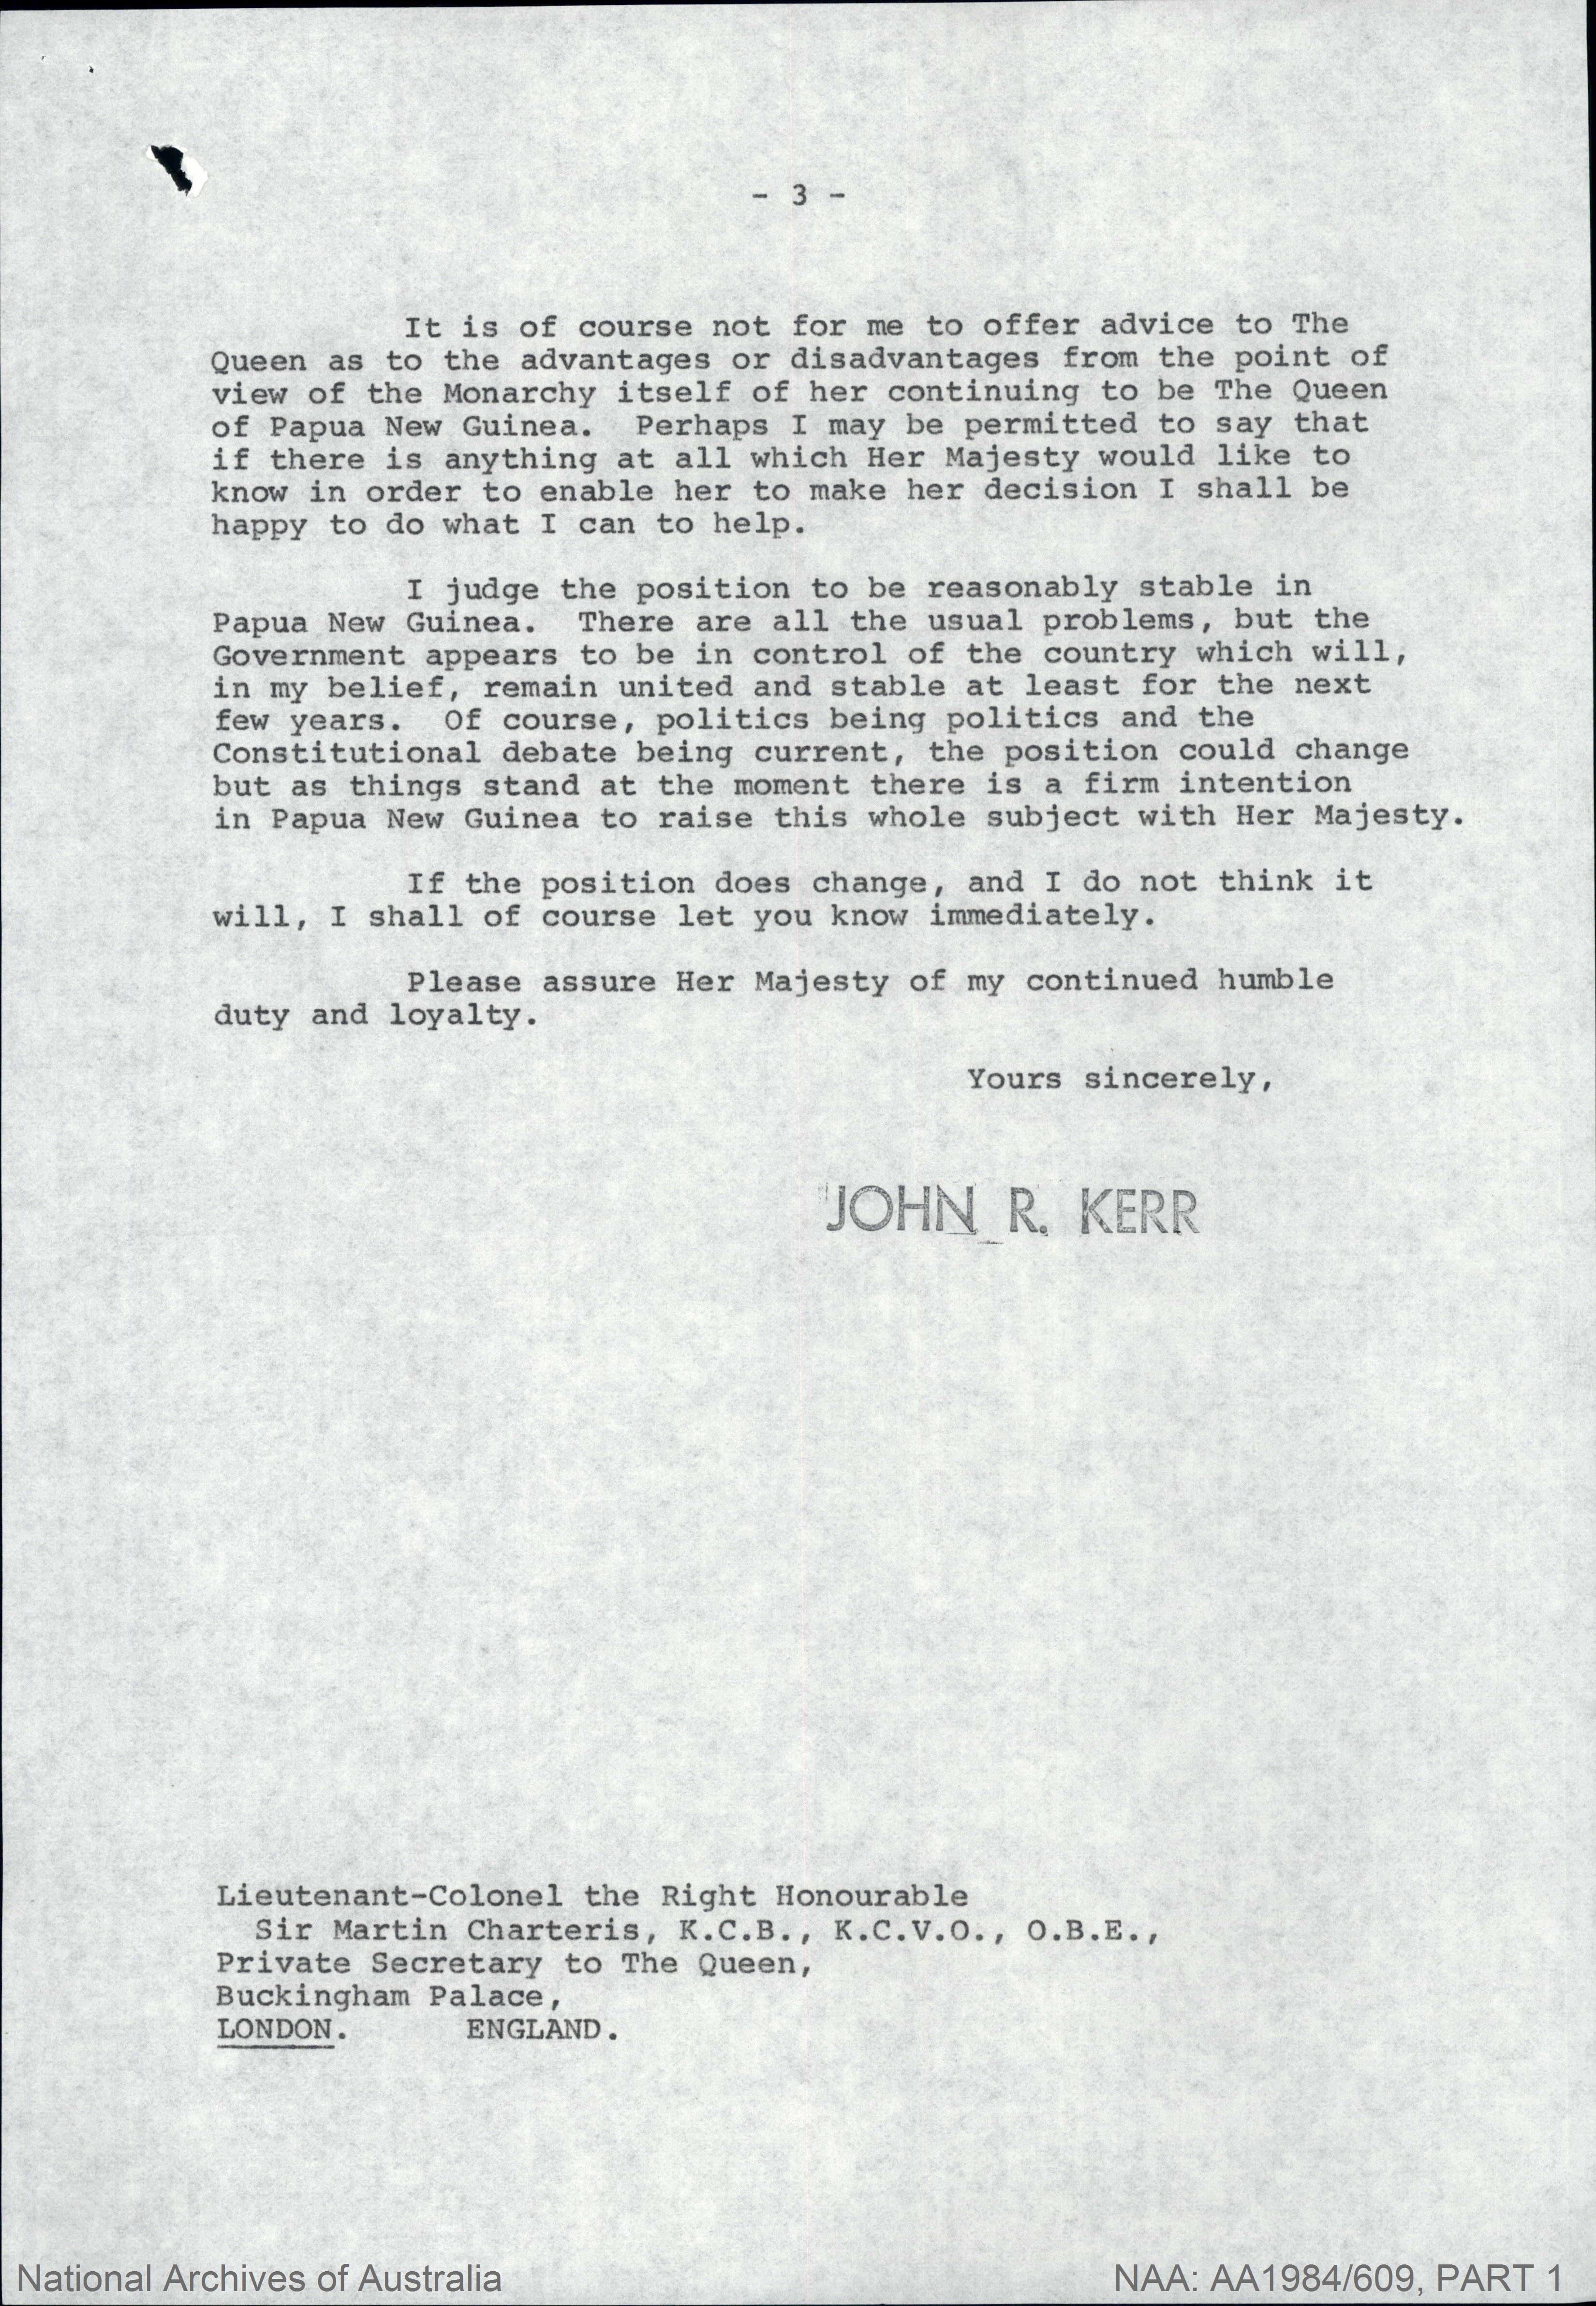 - 3 -
It is of course not for me to offer advice to The
Queen as to the advantages or disadvantages from the point of
view of the Monarchy itself of her continuing to be The Queen
of Papua New Guinea. Perhaps I may be permitted to say that
if there is anything at all which Her Majesty would like to
know in order to enable her to make her decision I shall be
happy to do what I can to help.
I judge the position to be reasonably stable in
Papua New Guinea. There are all the usual problems, but the
Government appears to be in control of the country which will,
in my belief, remain united and stable at least for the next
few years. Of course, politics being politics and the
Constitutional debate being current, the position could change
but as things stand at the moment there is a firm intention
in Papua New Guinea to raise this whole subject with Her Majesty.
If the position does change, and I do not think it
will, I shall of course let you know immediately.
Please assure Her Majesty of my continued humble
duty and loyalty.
Yours sincerely,
JOHN R. KERR
Lieutenant-Colonel the Right Honourable
Sir Martin Charteris, K.C.B., K.C.V.O., O.B.E.,
Private Secretary to The Queen,
Buckingham Palace,
LONDON. ENGLAND.
National Archives of Australia
NAA: AA1984/609, PART 1